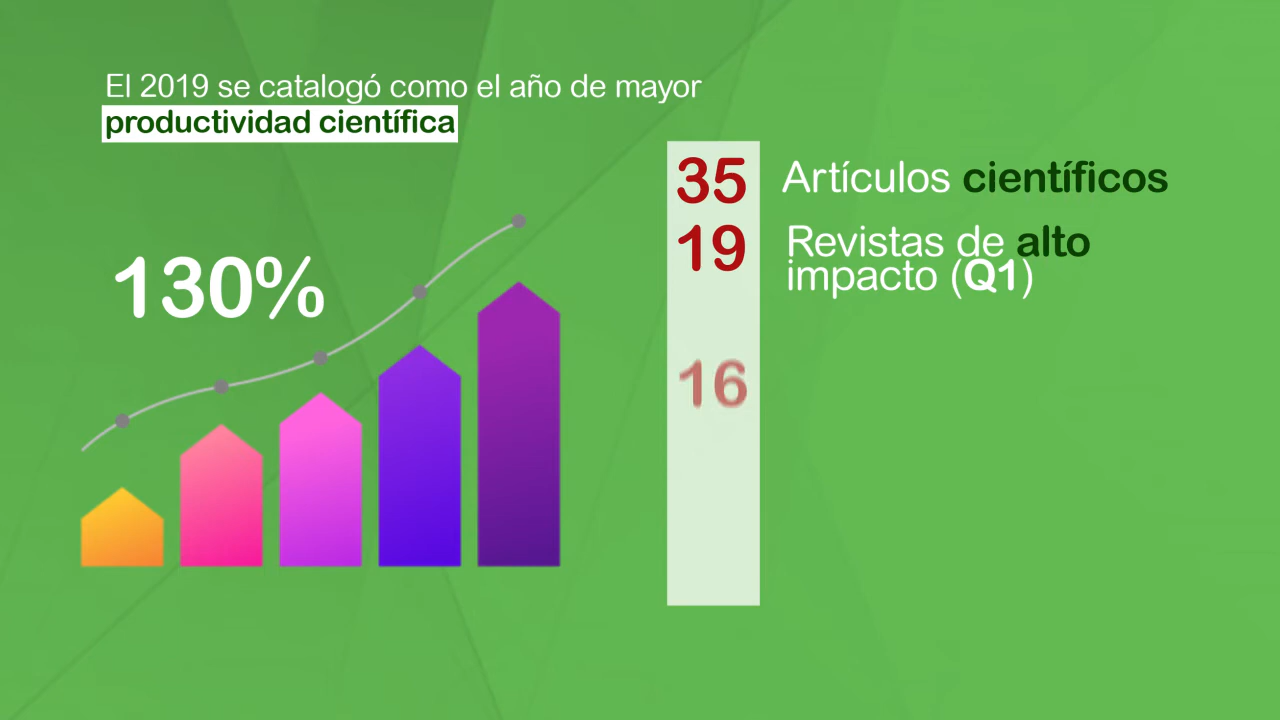 El 2019 se catalogó como el año de mayor
productividad científica
130%
35 Artículos científicos
19 Revistas de alto
impacto (Q1)
16